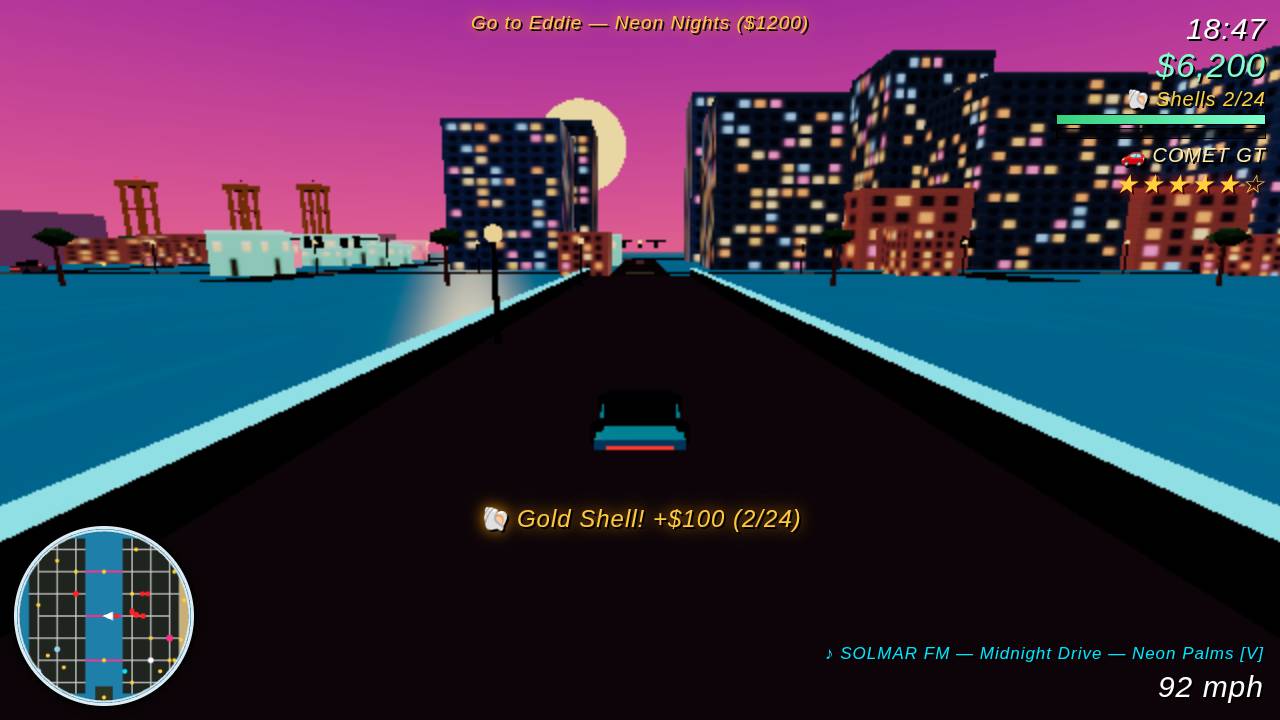 Go to Eddie — Neon Nights ($1200)
18:47
$6,200
Shells 2/24
COMET GT
Gold Shell! +$100 (2/24)
♪ SOLMAR FM — Midnight Drive — Neon Palms [V]
92 mph